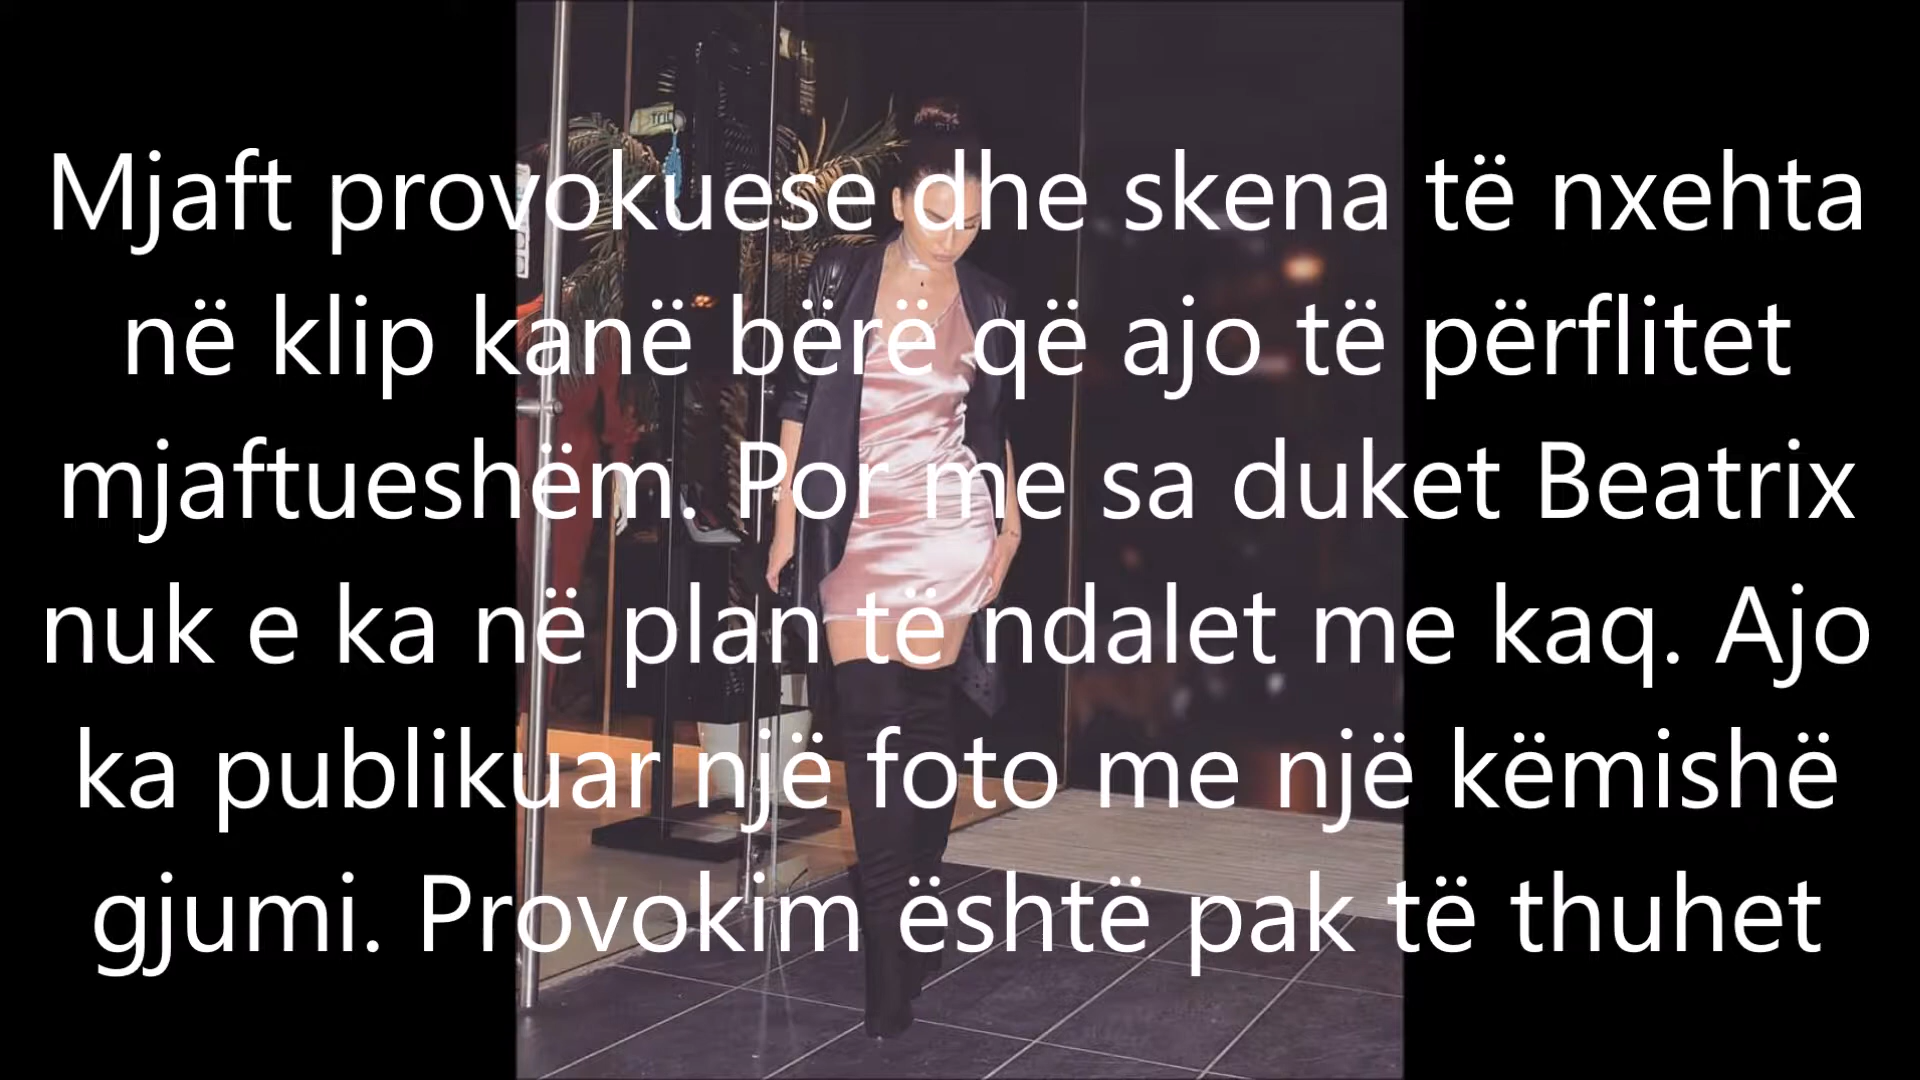 Mjaft provokuese dhe skena të nxehta
në klip kanë bërë që ajo të përflitet
mjaftueshëm. Por me sa duket Beatrix
nuk e ka në plan të ndalet me kaq. Ajo
ka publikuar një foto me një këmishë
gjumi. Provokim është pak të thuhet